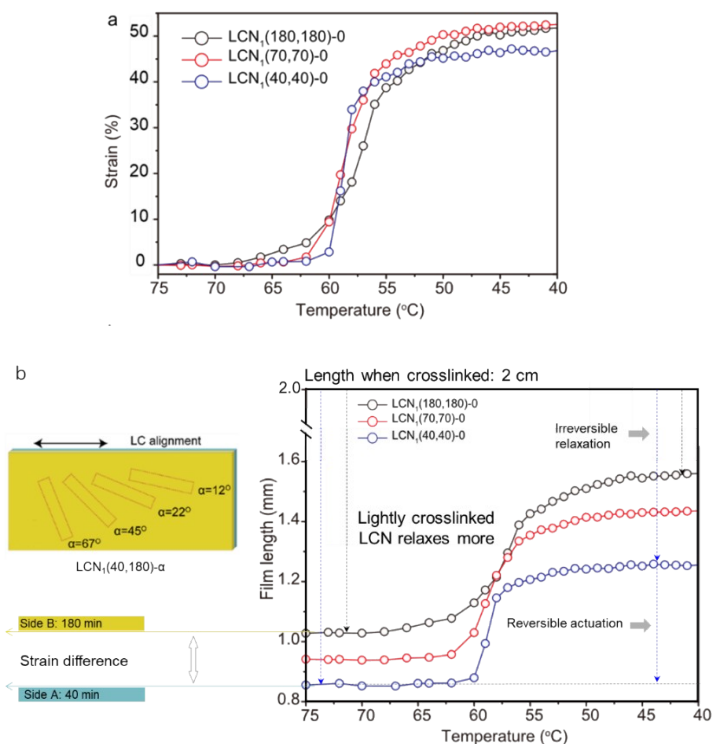 a
LCN₁(180,180)-0
LCN₁(70,70)-0
LCN₁(40,40)-0
50
40
30
20
10
0
Strain (%)
75 70 65 60 55 50 45 40
Temperature (°C)
b
Length when crosslinked: 2 cm
LC alignment
α=12°
α=22°
α=45°
α=67°
LCN₁(40,180)-α
Side B: 180 min
Strain difference
Side A: 40 min
2.0
1.6
1.4
1.2
1.0
0.8
Film length (mm)
LCN₁(180,180)-0
LCN₁(70,70)-0
LCN₁(40,40)-0
Irreversible
relaxation
Lightly crosslinked
LCN relaxes more
Reversible actuation
75 70 65 60 55 50 45 40
Temperature (°C)